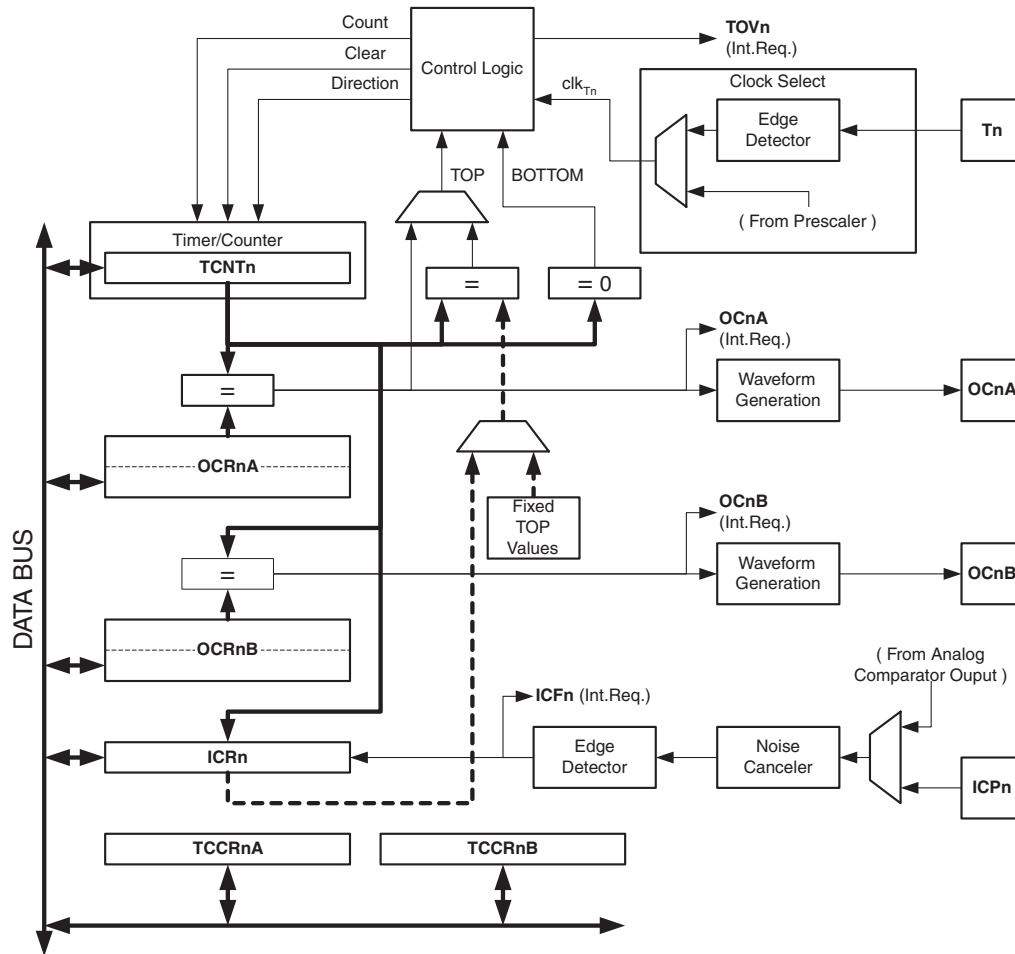 Count
Clear
Direction
Control Logic
TOVn
(Int.Req.)
clkTn
Clock Select
Edge
Detector
Tn
( From Prescaler )
TOP
BOTTOM
Timer/Counter
TCNTn
=
= 0
OCnA
(Int.Req.)
=
Waveform
Generation
OCnA
OCRnA
Fixed
TOP
Values
OCnB
(Int.Req.)
=
Waveform
Generation
OCnB
OCRnB
DATA BUS
( From Analog
Comparator Ouput )
ICFn (Int.Req.)
ICRn
Edge
Detector
Noise
Canceler
ICPn
TCCRnA
TCCRnB